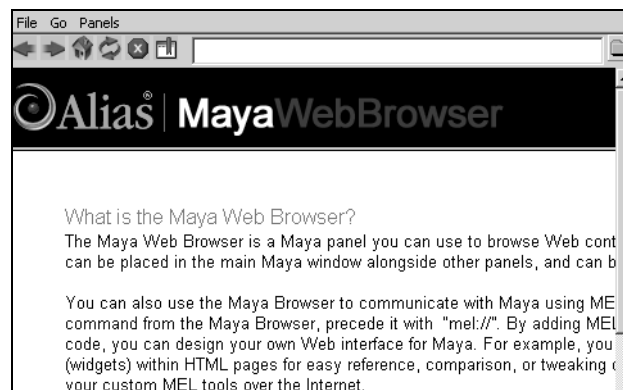 File Go Panels
Alias® | MayaWebBrowser
What is the Maya Web Browser?
The Maya Web Browser is a Maya panel you can use to browse Web cont
can be placed in the main Maya window alongside other panels, and can b
You can also use the Maya Browser to communicate with Maya using ME
command from the Maya Browser, precede it with "mel://". By adding MEL
code, you can design your own Web interface for Maya. For example, you
(widgets) within HTML pages for easy reference, comparison, or tweaking
your custom MEL tools over the Internet.